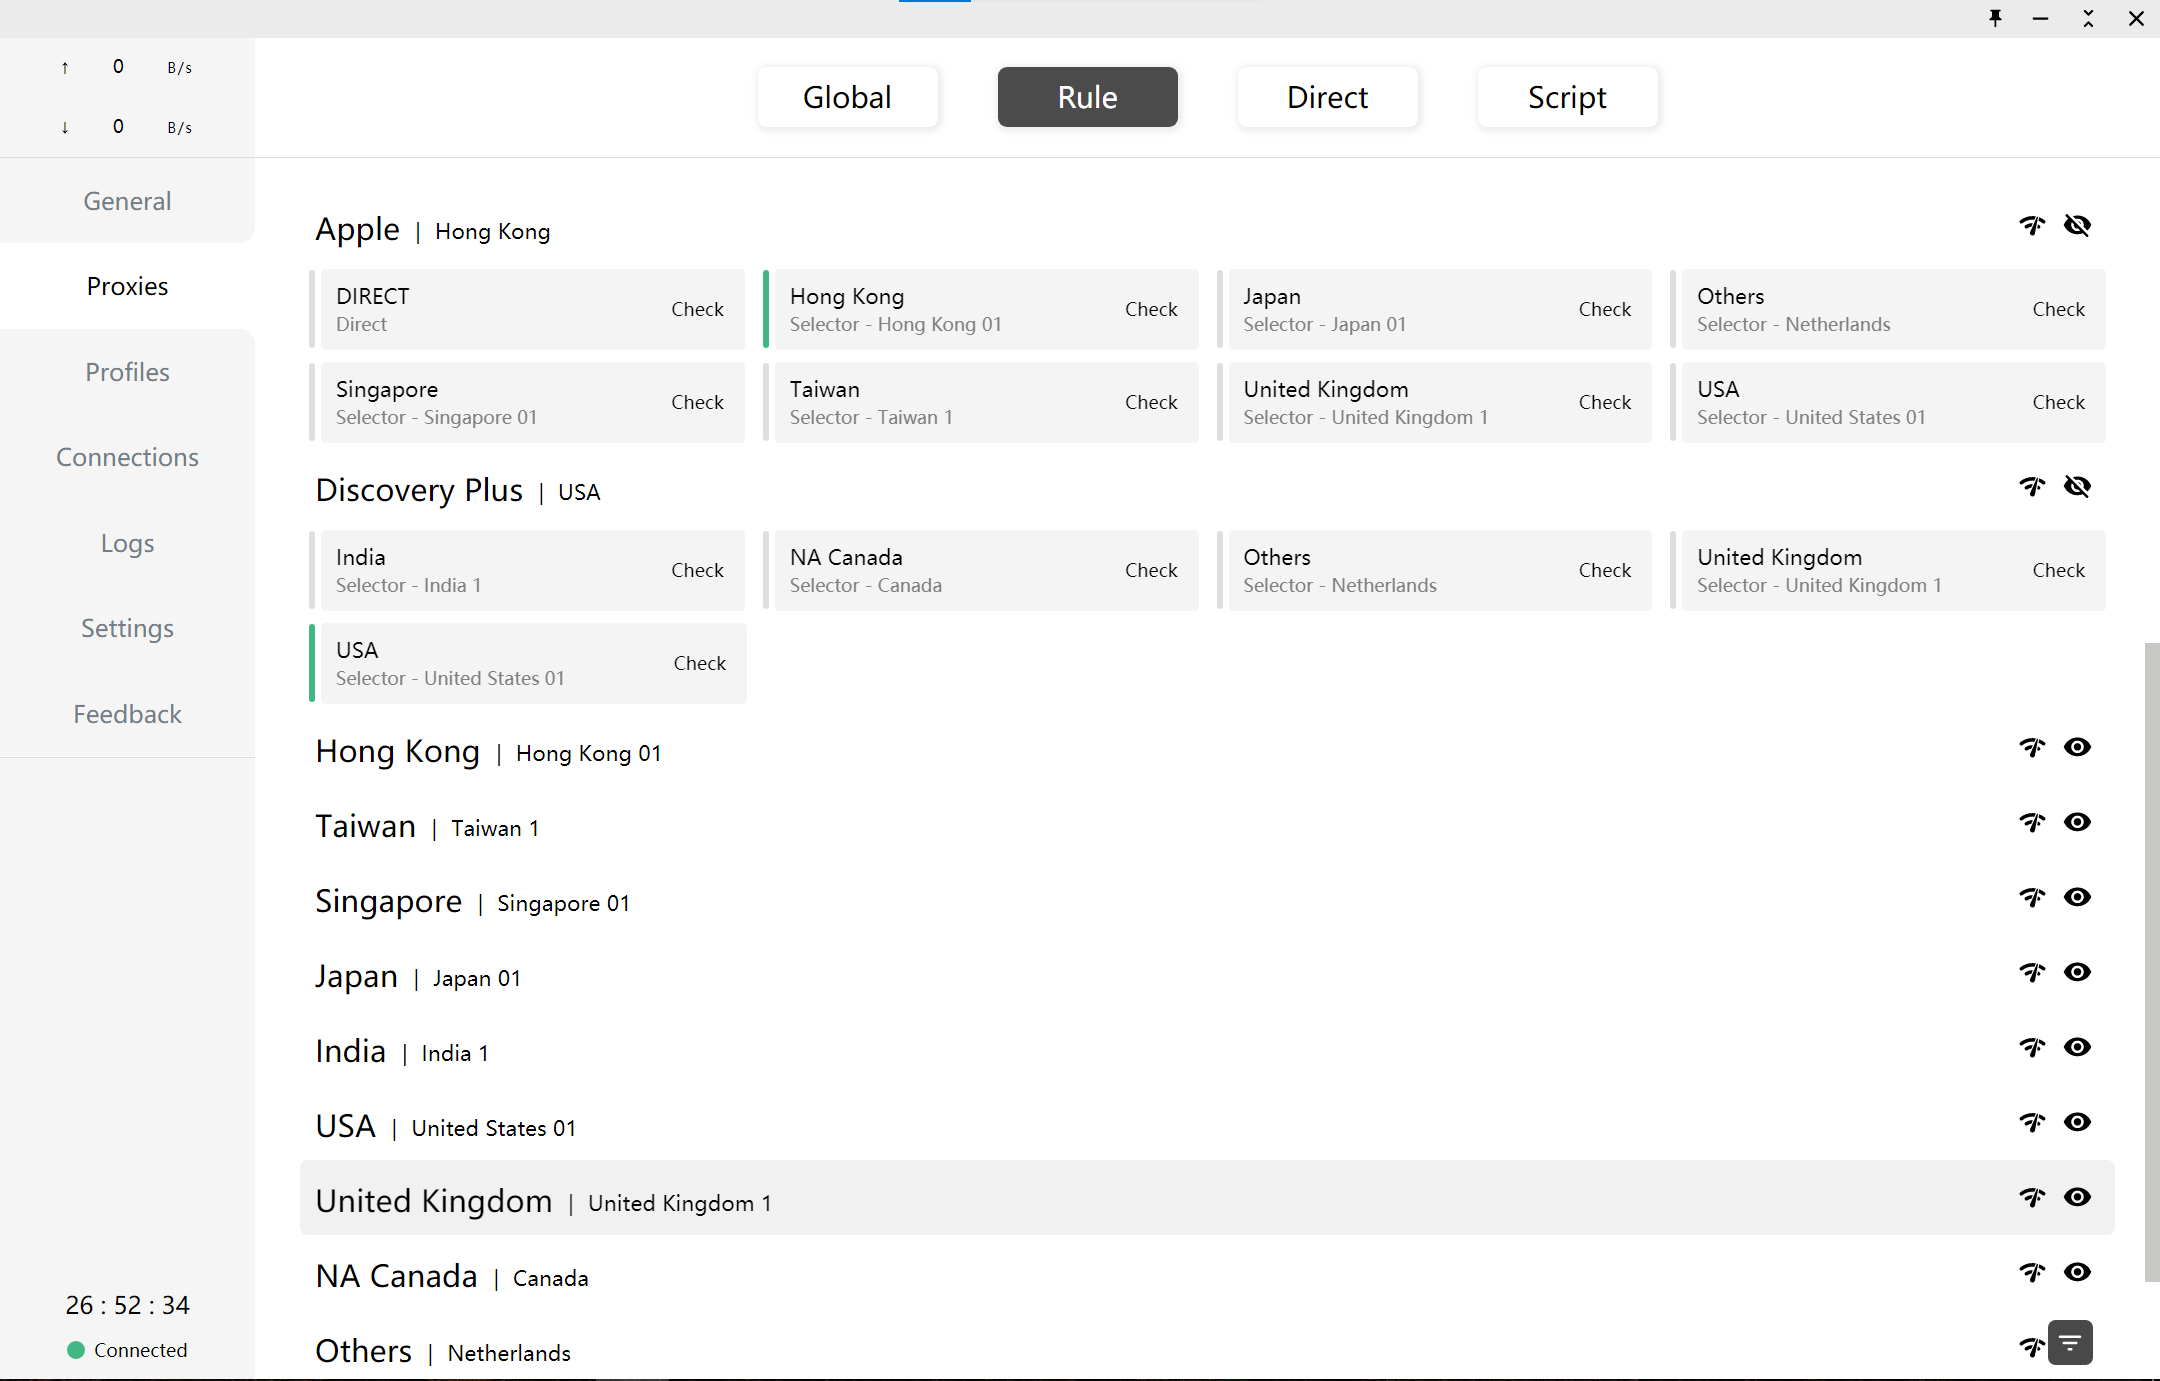 ↑ 0 B/s
↓ 0 B/s
General
Proxies
Profiles
Connections
Logs
Settings
Feedback
26 : 52 : 34
Connected
Global
Rule
Direct
Script
Apple | Hong Kong
DIRECT
Direct
Check
Hong Kong
Selector - Hong Kong 01
Check
Japan
Selector - Japan 01
Check
Others
Selector - Netherlands
Check
Singapore
Selector - Singapore 01
Check
Taiwan
Selector - Taiwan 1
Check
United Kingdom
Selector - United Kingdom 1
Check
USA
Selector - United States 01
Check
Discovery Plus | USA
India
Selector - India 1
Check
NA Canada
Selector - Canada
Check
Others
Selector - Netherlands
Check
United Kingdom
Selector - United Kingdom 1
Check
USA
Selector - United States 01
Check
Hong Kong | Hong Kong 01
Taiwan | Taiwan 1
Singapore | Singapore 01
Japan | Japan 01
India | India 1
USA | United States 01
United Kingdom | United Kingdom 1
NA Canada | Canada
Others | Netherlands